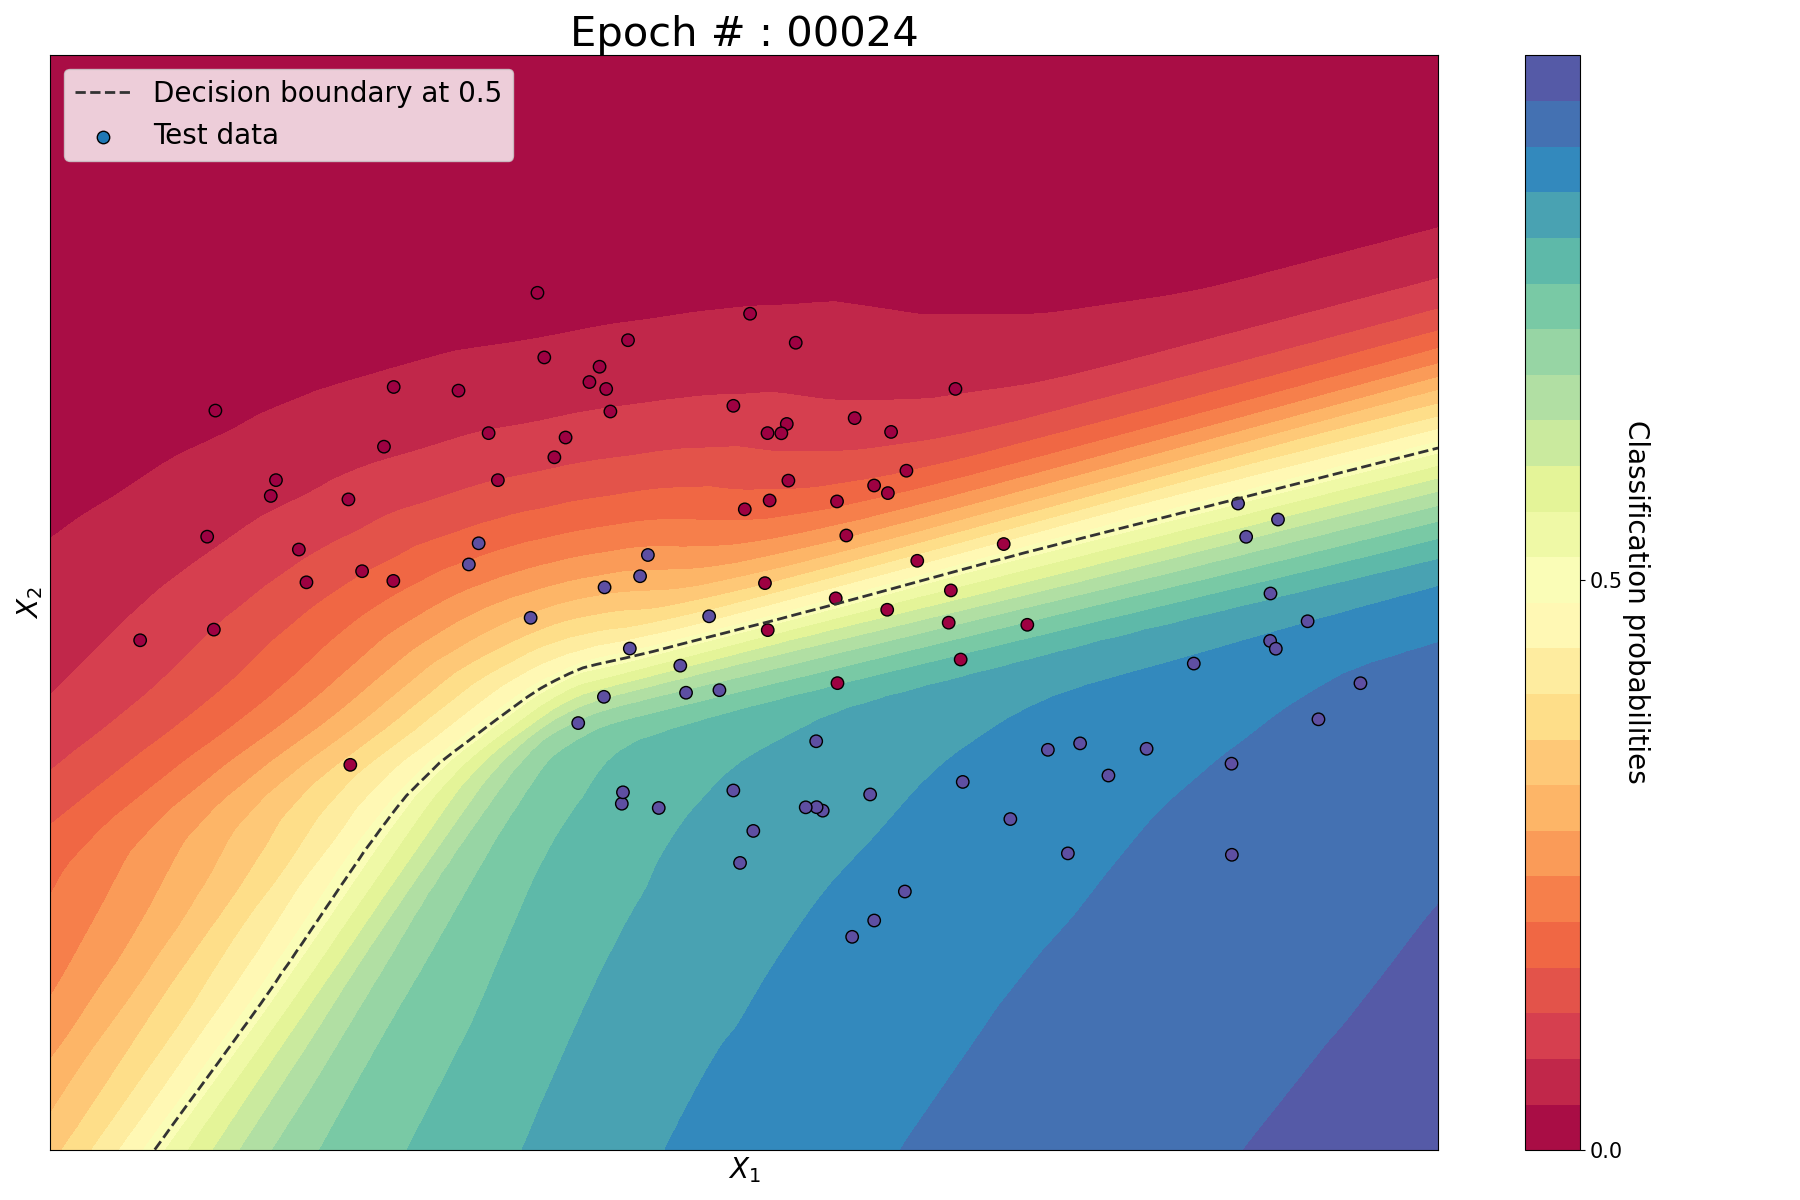 Epoch # : 00024
Decision boundary at 0.5
Test data
X₂
X₁
0.5
0.0
Classification probabilities